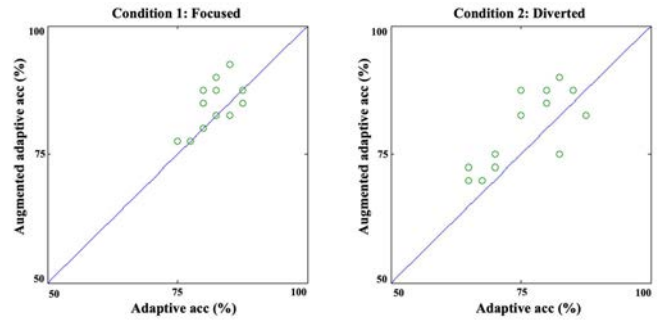 Condition 1: Focused
100
Augmented adaptive acc (%)
75
50
50
75
100
Adaptive acc (%)
Condition 2: Diverted
100
Augmented adaptive acc (%)
75
50
50
75
100
Adaptive acc (%)